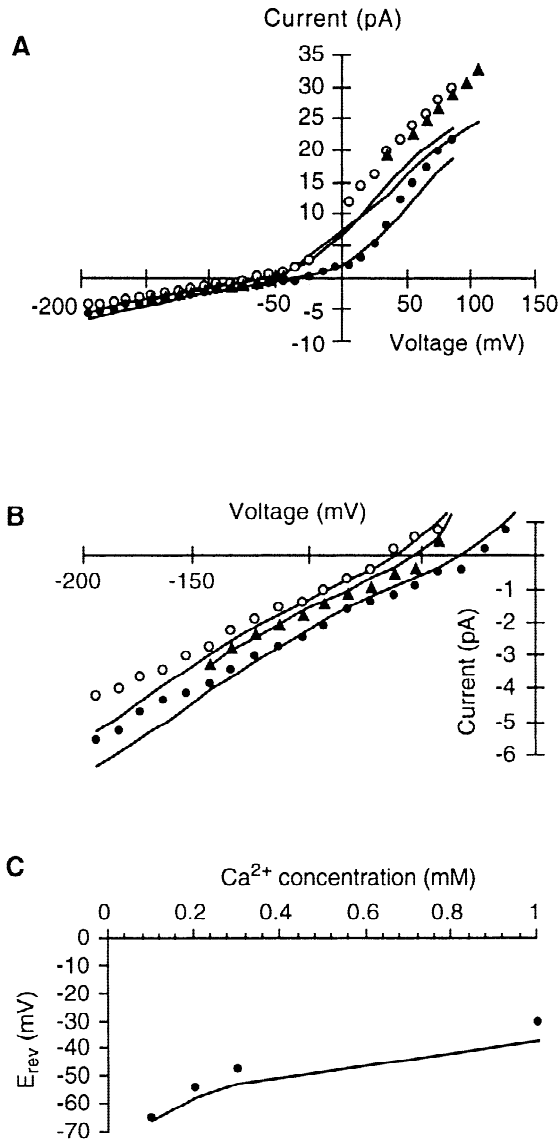 A
Current (pA)
35
30
25
20
15
10
-200 -50 50 100 150
-5
-10
Voltage (mV)
B
Voltage (mV)
-200 -150
-1
-2
-3
-4
-5
-6
Current (pA)
C
Ca2+ concentration (mM)
0 0.2 0.4 0.6 0.8 1
0
-10
-20
-30
-40
-50
-60
-70
Erev (mV)